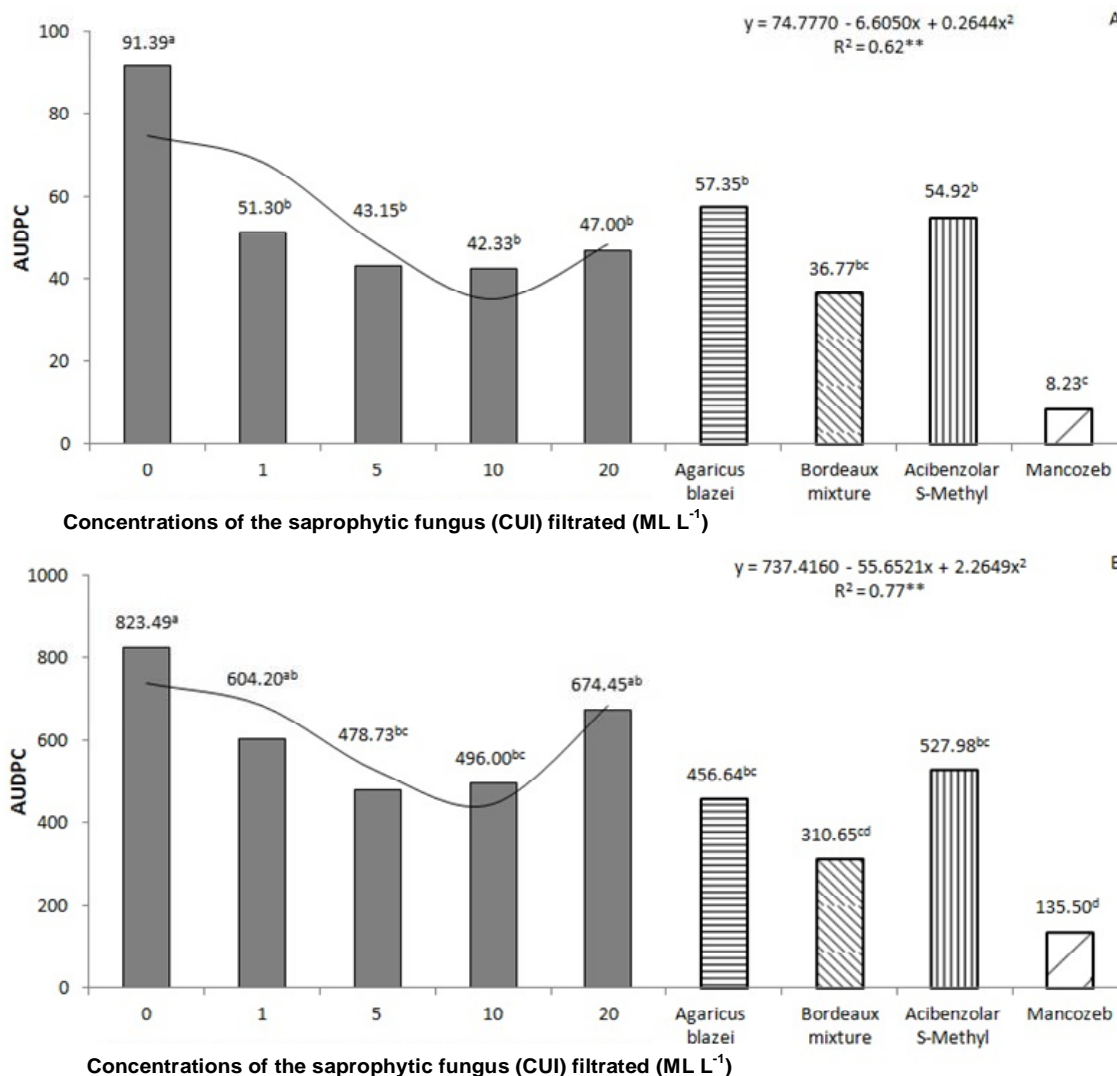 y = 74.7770 - 6.6050x + 0.2644x²
R² = 0.62**
A
AUDPC
100
80
60
40
20
0
91.39ᵃ
51.30ᵇ
43.15ᵇ
42.33ᵇ
47.00ᵇ
57.35ᵇ
36.77ᵇᶜ
54.92ᵇ
8.23ᶜ
0 1 5 10 20 Agaricus blazei Bordeaux mixture Acibenzolar S-Methyl Mancozeb
Concentrations of the saprophytic fungus (CUI) filtrated (ML L⁻¹)
y = 737.4160 - 55.6521x + 2.2649x²
R² = 0.77**
AUDPC
1000
800
600
400
200
0
823.49ᵃ
604.20ᵃᵇ
478.73ᵇᶜ
496.00ᵇᶜ
674.45ᵃᵇ
456.64ᵇᶜ
310.65ᶜᵈ
527.98ᵇᶜ
135.50ᵈ
0 1 5 10 20 Agaricus blazei Bordeaux mixture Acibenzolar S-Methyl Mancozeb
Concentrations of the saprophytic fungus (CUI) filtrated (ML L⁻¹)